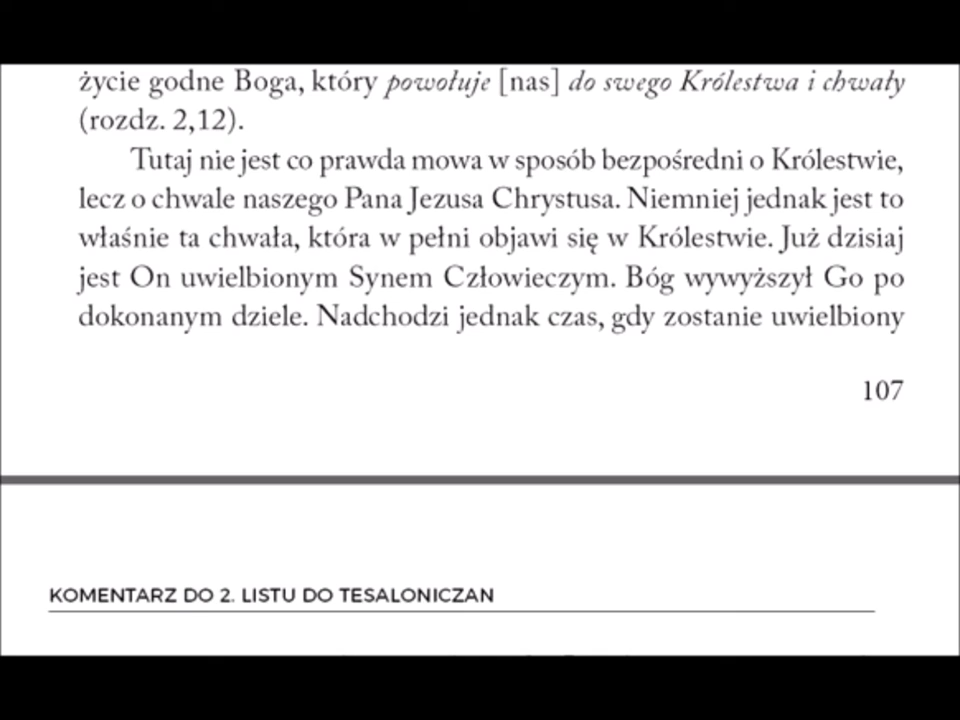 życie godne Boga, który powołuje [nas] do swego Królestwa i chwały
(rozdz. 2,12).
Tutaj nie jest co prawda mowa w sposób bezpośredni o Królestwie,
lecz o chwale naszego Pana Jezusa Chrystusa. Niemniej jednak jest to
właśnie ta chwała, która w pełni objawi się w Królestwie. Już dzisiaj
jest On uwielbionym Synem Człowieczym. Bóg wywyższył Go po
dokonanym dziele. Nadchodzi jednak czas, gdy zostanie uwielbiony
107
KOMENTARZ DO 2. LISTU DO TESALONICZAN